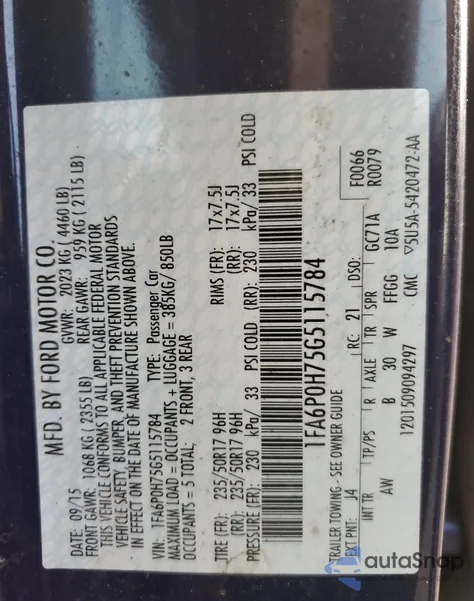 MFD. BY FORD MOTOR CO.
DATE: 09/15 GVWR: 2023 KG ( 4460 LB)
FRONT GAWR: 1068 KG ( 2355 LB) REAR GAWR: 959 KG ( 2115 LB)
THIS VEHICLE CONFORMS TO ALL APPLICABLE FEDERAL MOTOR
VEHICLE SAFETY, BUMPER, AND THEFT PREVENTION STANDARDS
IN EFFECT ON THE DATE OF MANUFACTURE SHOWN ABOVE.
VIN: 1FA6P0H75G5115784 TYPE: Passenger Car
MAXIMUM LOAD = OCCUPANTS + LUGGAGE = 385KG/ 850LB
OCCUPANTS = 5 TOTAL; 2 FRONT, 3 REAR
TIRE (FR): 235/50R17 96H RIMS (FR): 17x7.5J
(RR): 235/50R17 96H (RR): 17x7.5J
PRESSURE (FR): 230 kPa/ 33 PSI COLD (RR): 230 kPa/ 33 PSI COLD
1FA6P0H75G5115784
F0066
R0079
TRAILER TOWING - SEE OWNER GUIDE
EXT PNT: J4 RC: 21 DSO:
INT TR TP/PS R AXLE TR SPR GC71A
AW B 30 W FFGG 10A
1201509094297 CMC ▽5U5A-5420472-AA
autoSnap